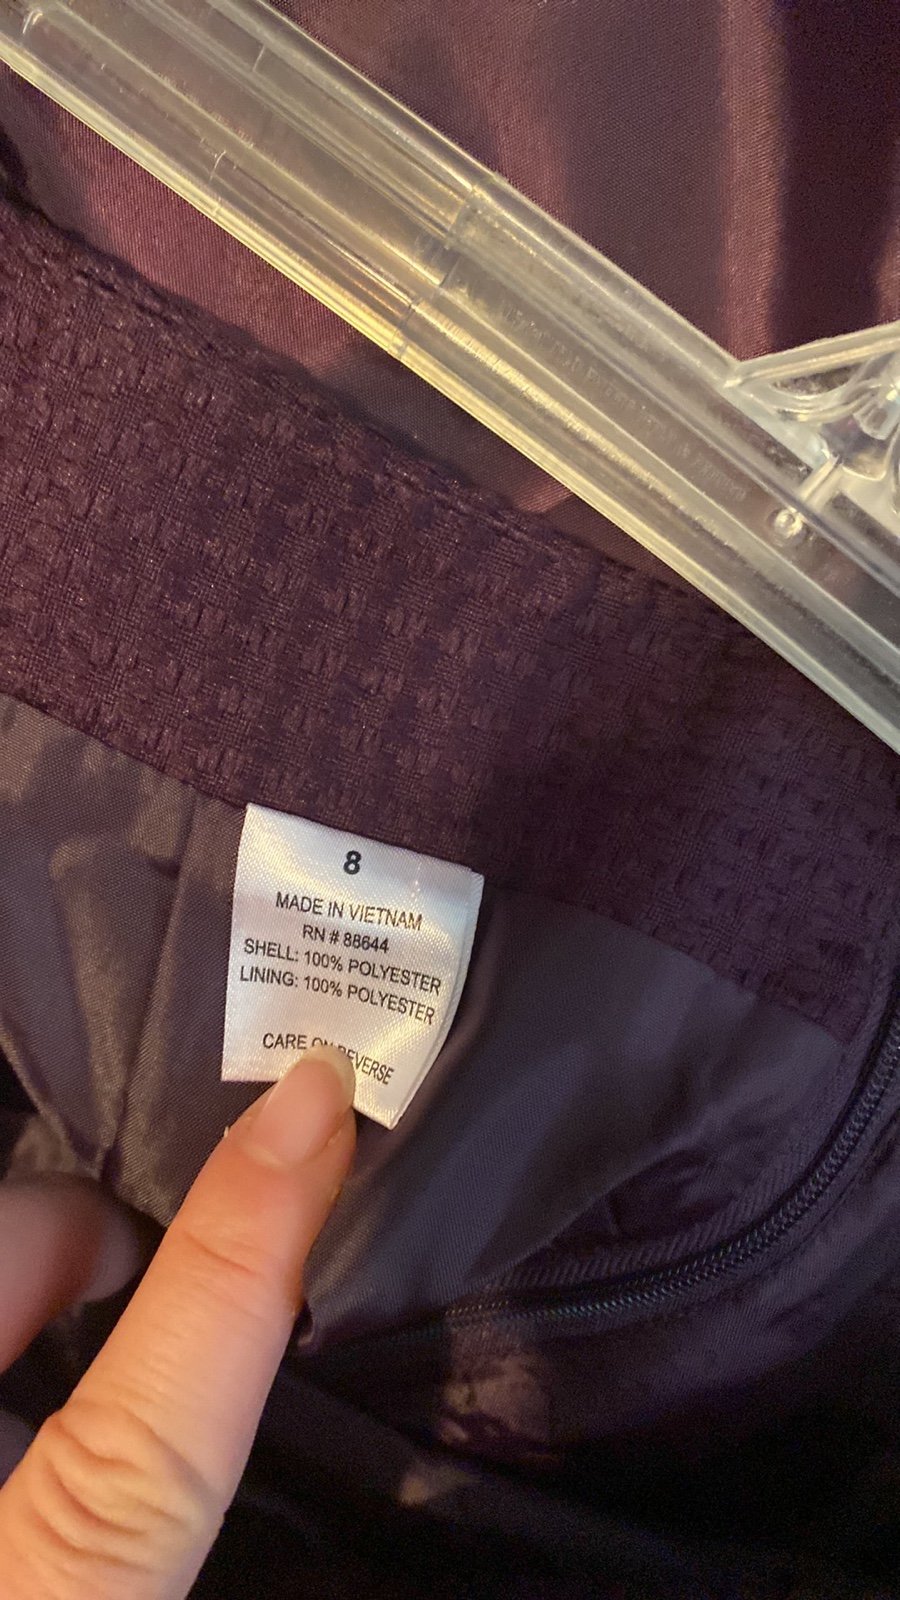 8
MADE IN VIETNAM
RN # 88644
SHELL: 100% POLYESTER
LINING: 100% POLYESTER
CARE ON REVERSE